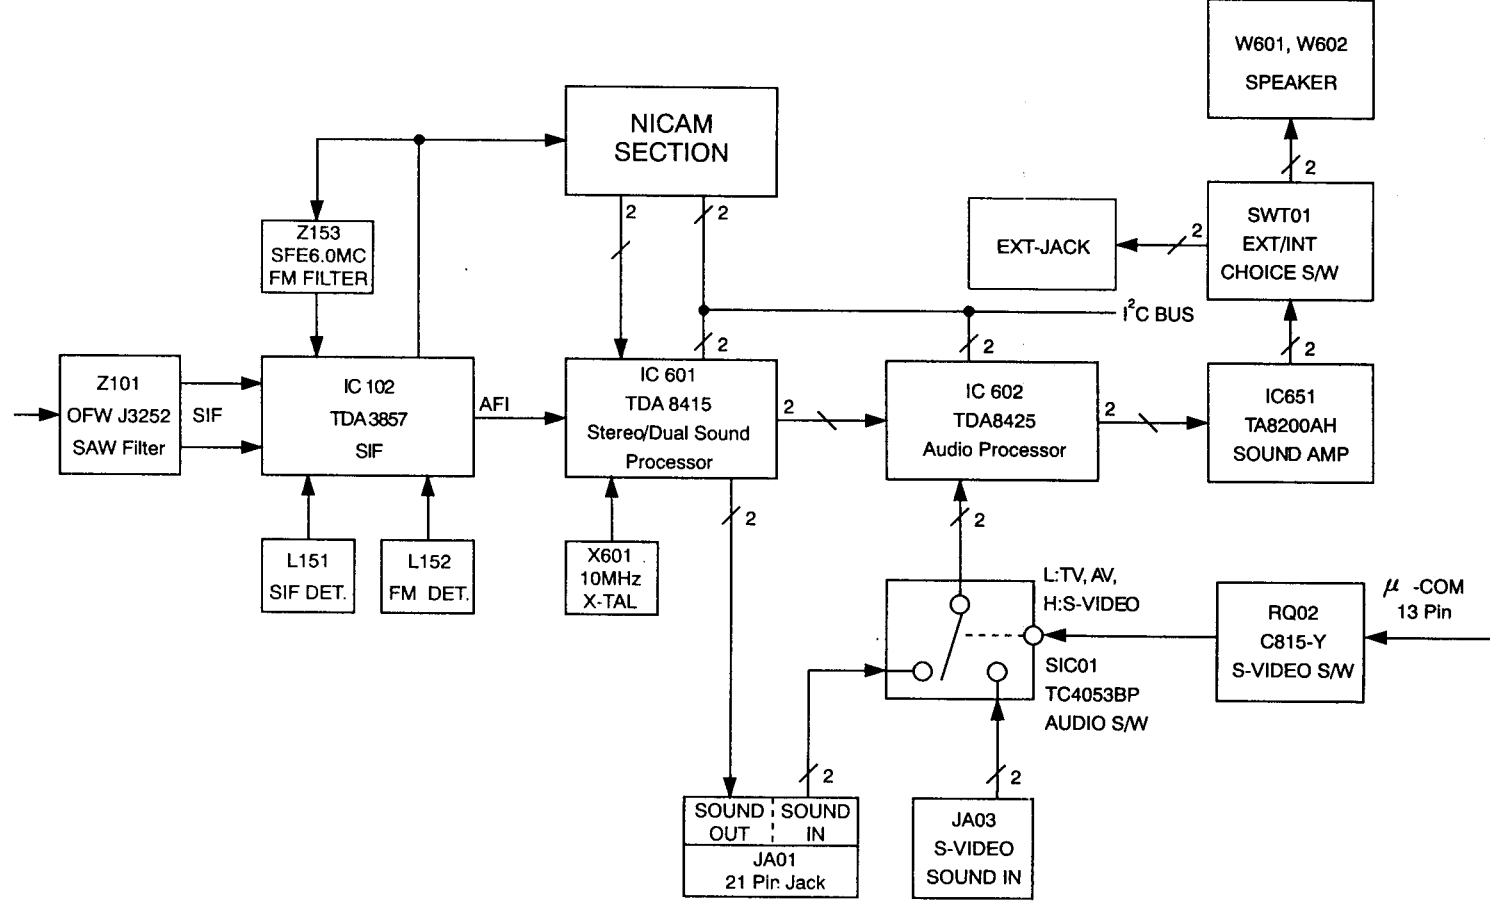 W601, W602
SPEAKER
2
NICAM
SECTION
2
2
SWT01
EXT/INT
CHOICE S/W
2
EXT-JACK
Z153
SFE6.0MC
FM FILTER
I²C BUS
2
2
2
Z101
OFW J3252
SAW Filter
SIF
IC 102
TDA3857
SIF
AFI
IC 601
TDA 8415
Stereo/Dual Sound
Processor
2
IC 602
TDA8425
Audio Processor
2
IC651
TA8200AH
SOUND AMP
L151
SIF DET.
L152
FM DET.
X601
10MHz
X-TAL
2
2
L:TV, AV,
H:S-VIDEO
SIC01
TC4053BP
AUDIO S/W
RQ02
C815-Y
S-VIDEO S/W
μ -COM
13 Pin
2
2
SOUND
OUT
SOUND
IN
JA01
21 Pin Jack
JA03
S-VIDEO
SOUND IN